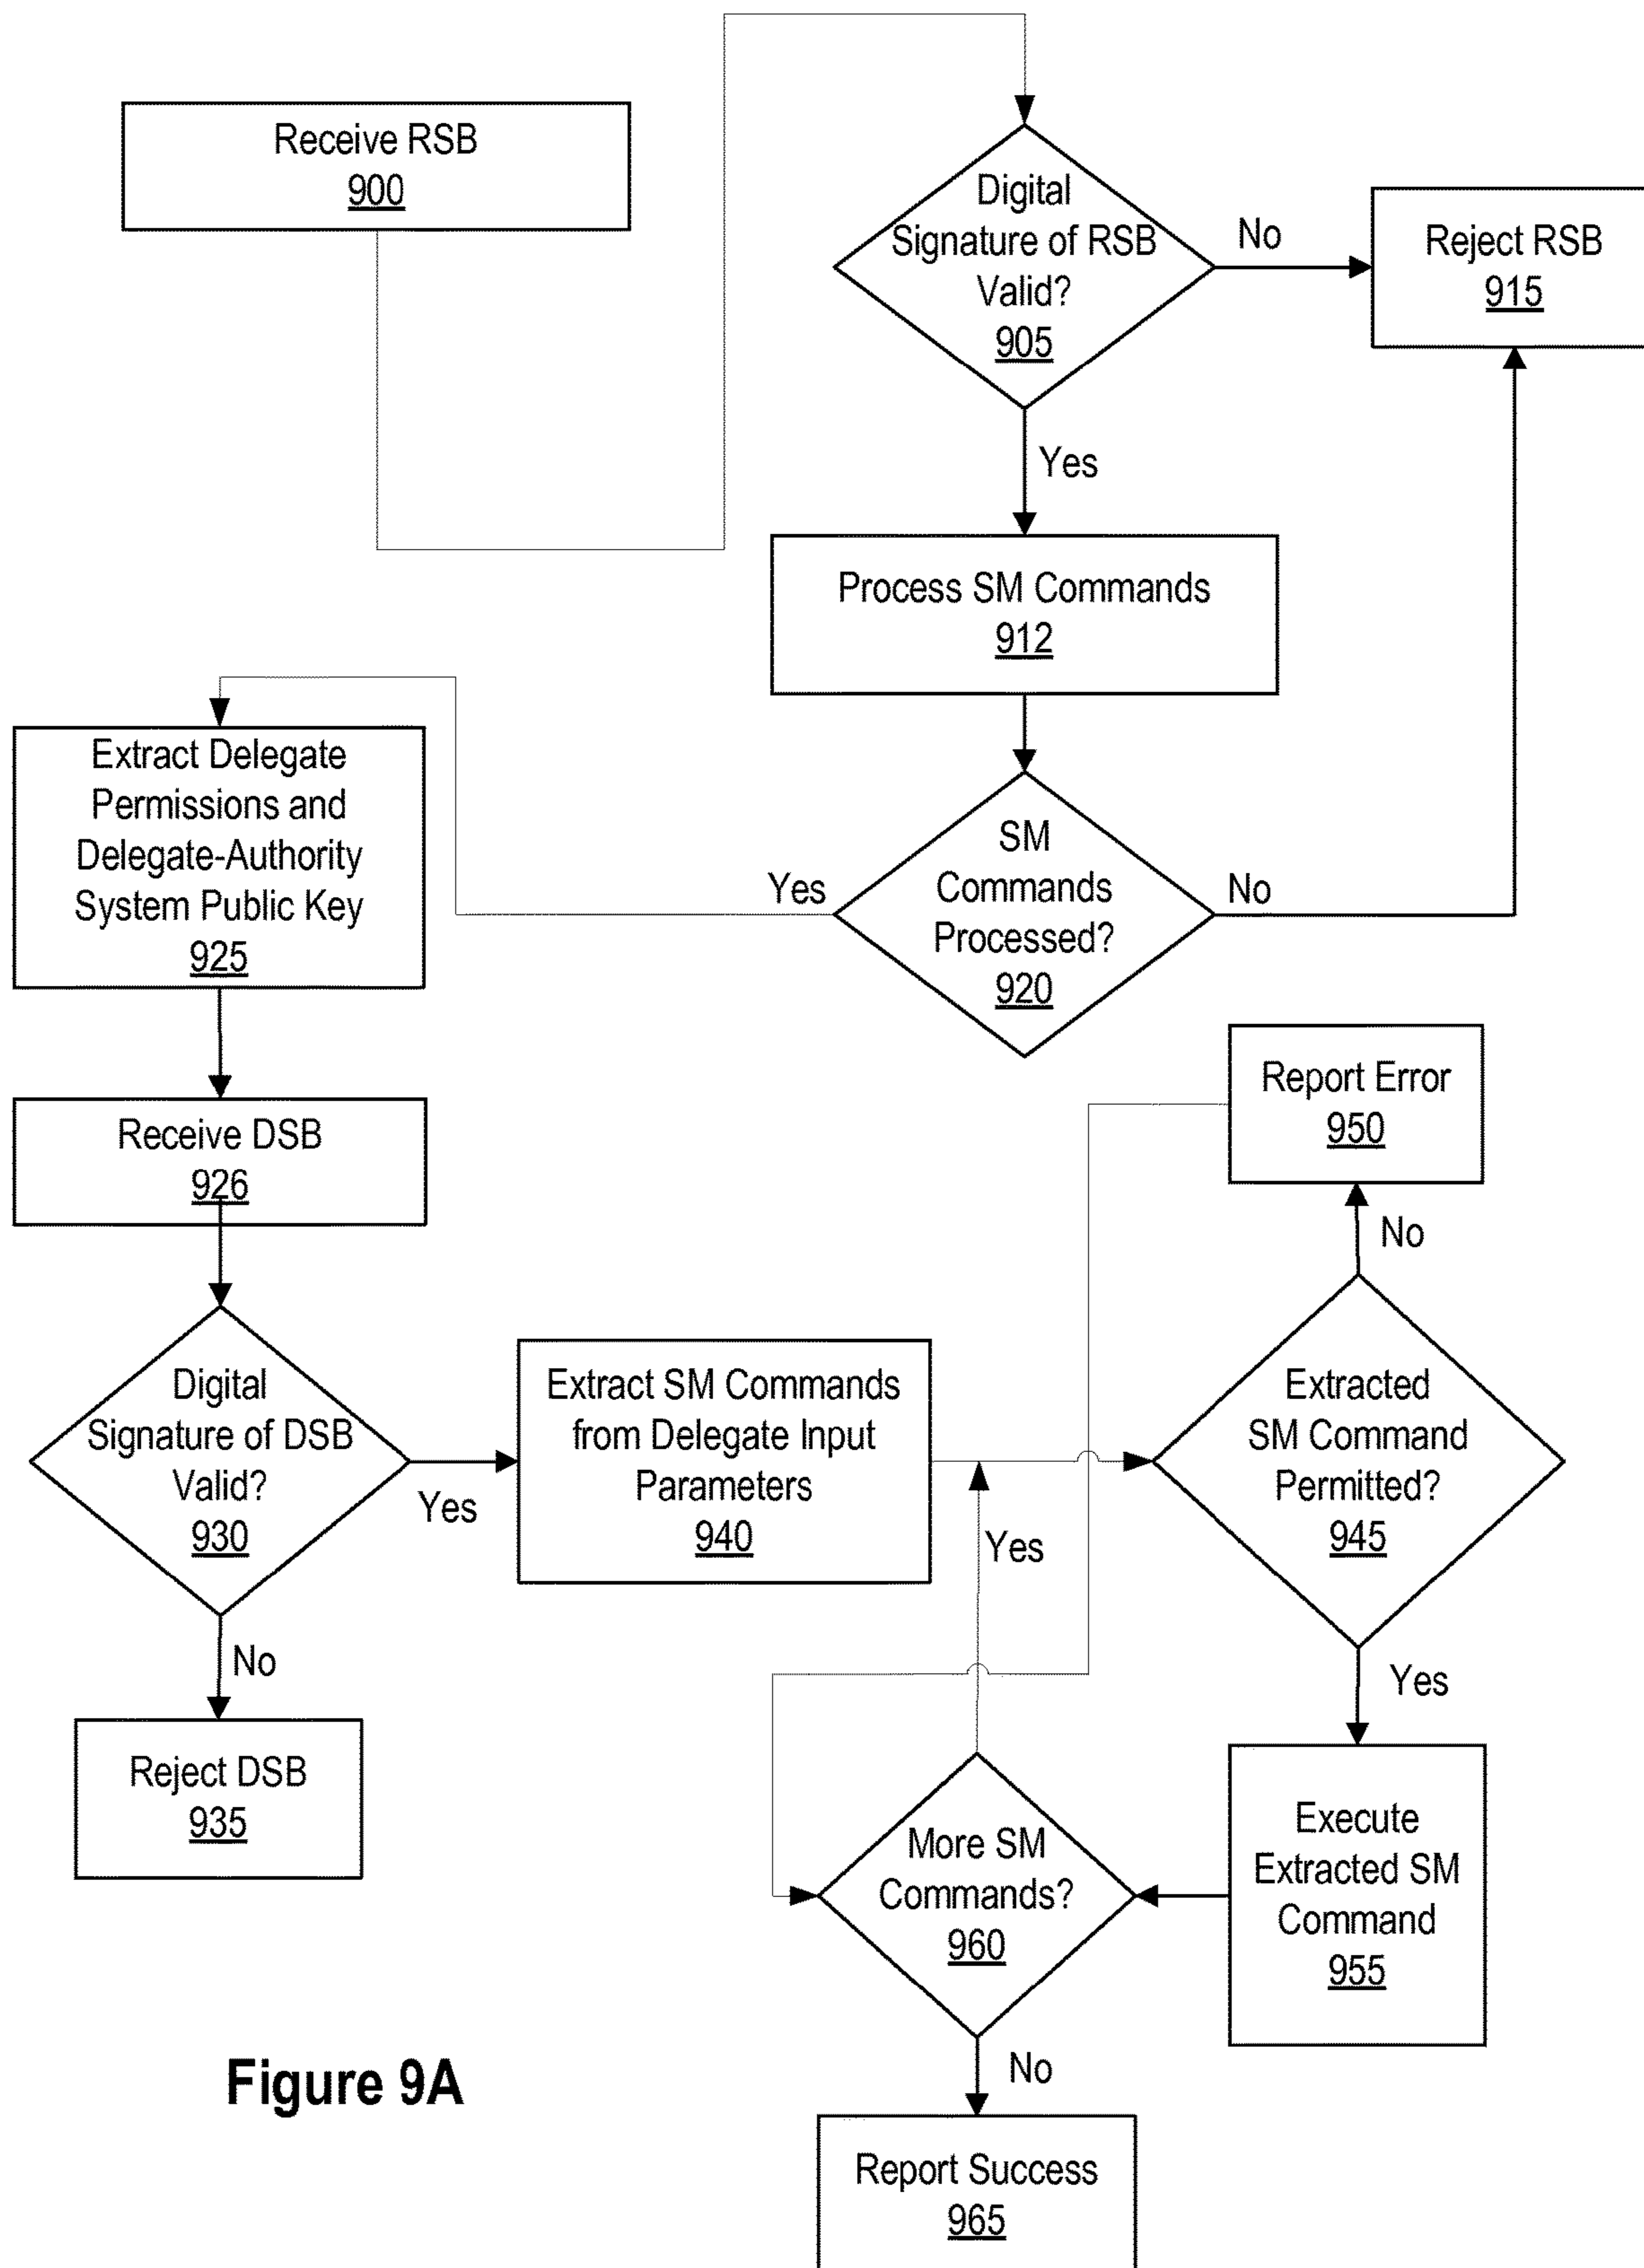 Receive RSB
900
Digital
Signature of RSB
Valid?
905
No
Reject RSB
915
Yes
Process SM Commands
912
SM
Commands
Processed?
920
Yes
No
Extract Delegate
Permissions and
Delegate-Authority
System Public Key
925
Receive DSB
926
Digital
Signature of DSB
Valid?
930
Yes
No
Reject DSB
935
Extract SM Commands
from Delegate Input
Parameters
940
Extracted
SM Command
Permitted?
945
No
Report Error
950
Yes
Execute
Extracted SM
Command
955
More SM
Commands?
960
Yes
No
Report Success
965
Figure 9A